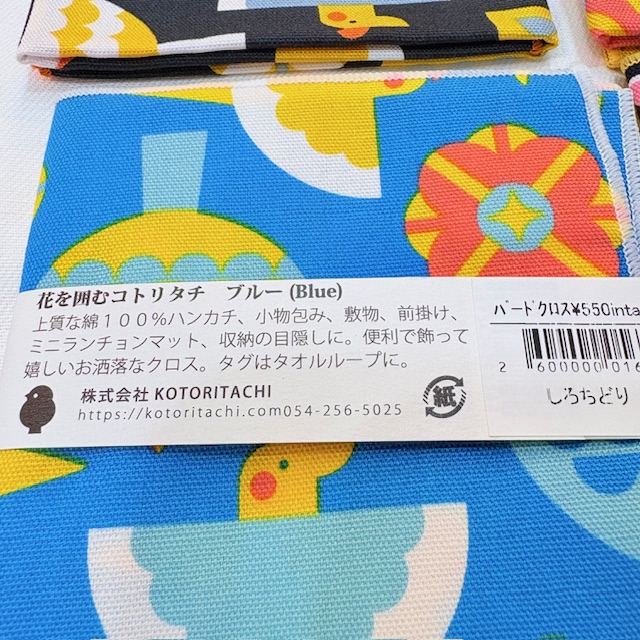 花を囲むコトリタチ ブルー(Blue)
上質な綿100%ハンカチ、小物包み、敷物、前掛け、
ミニランチョンマット、収納の目隠しに。便利で飾って
嬉しいお洒落なクロス。タグはタオルループに。
株式会社 KOTORITACHI
https://kotoritachi.com054-256-5025
紙
バードクロス¥550inta
2 600000 016
しろちどり